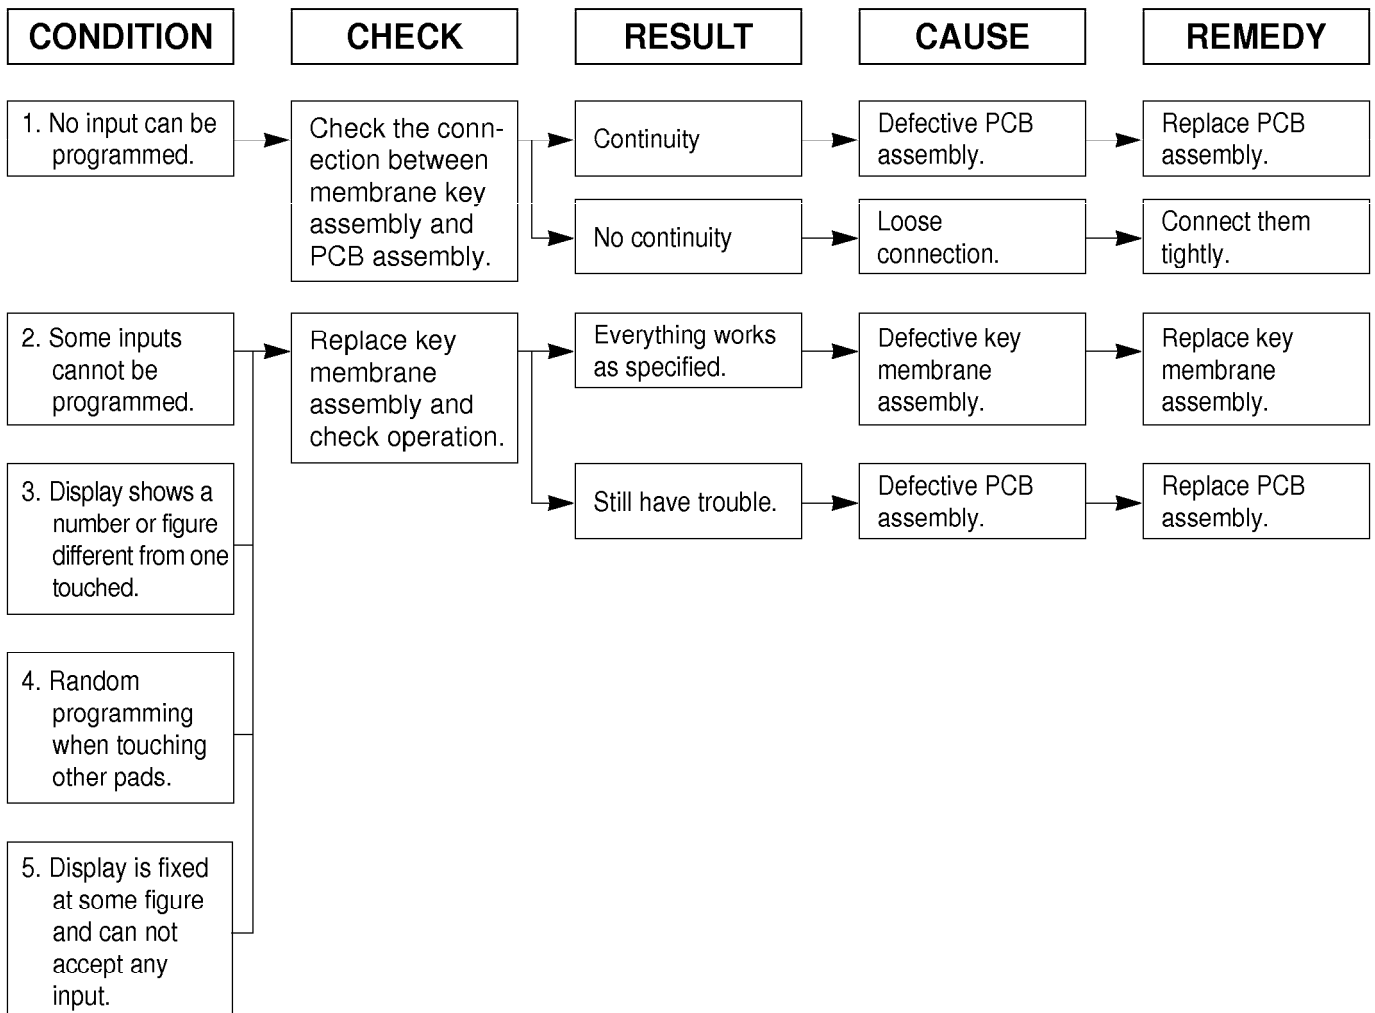 CONDITION
CHECK
RESULT
CAUSE
REMEDY
1. No input can be
programmed.
Check the conn-
ection between
membrane key
assembly and
PCB assembly.
Continuity
Defective PCB
assembly.
Replace PCB
assembly.
No continuity
Loose
connection.
Connect them
tightly.
2. Some inputs
cannot be
programmed.
Replace key
membrane
assembly and
check operation.
Everything works
as specified.
Defective key
membrane
assembly.
Replace key
membrane
assembly.
3. Display shows a
number or figure
different from one
touched.
Still have trouble.
Defective PCB
assembly.
Replace PCB
assembly.
4. Random
programming
when touching
other pads.
5. Display is fixed
at some figure
and can not
accept any
input.